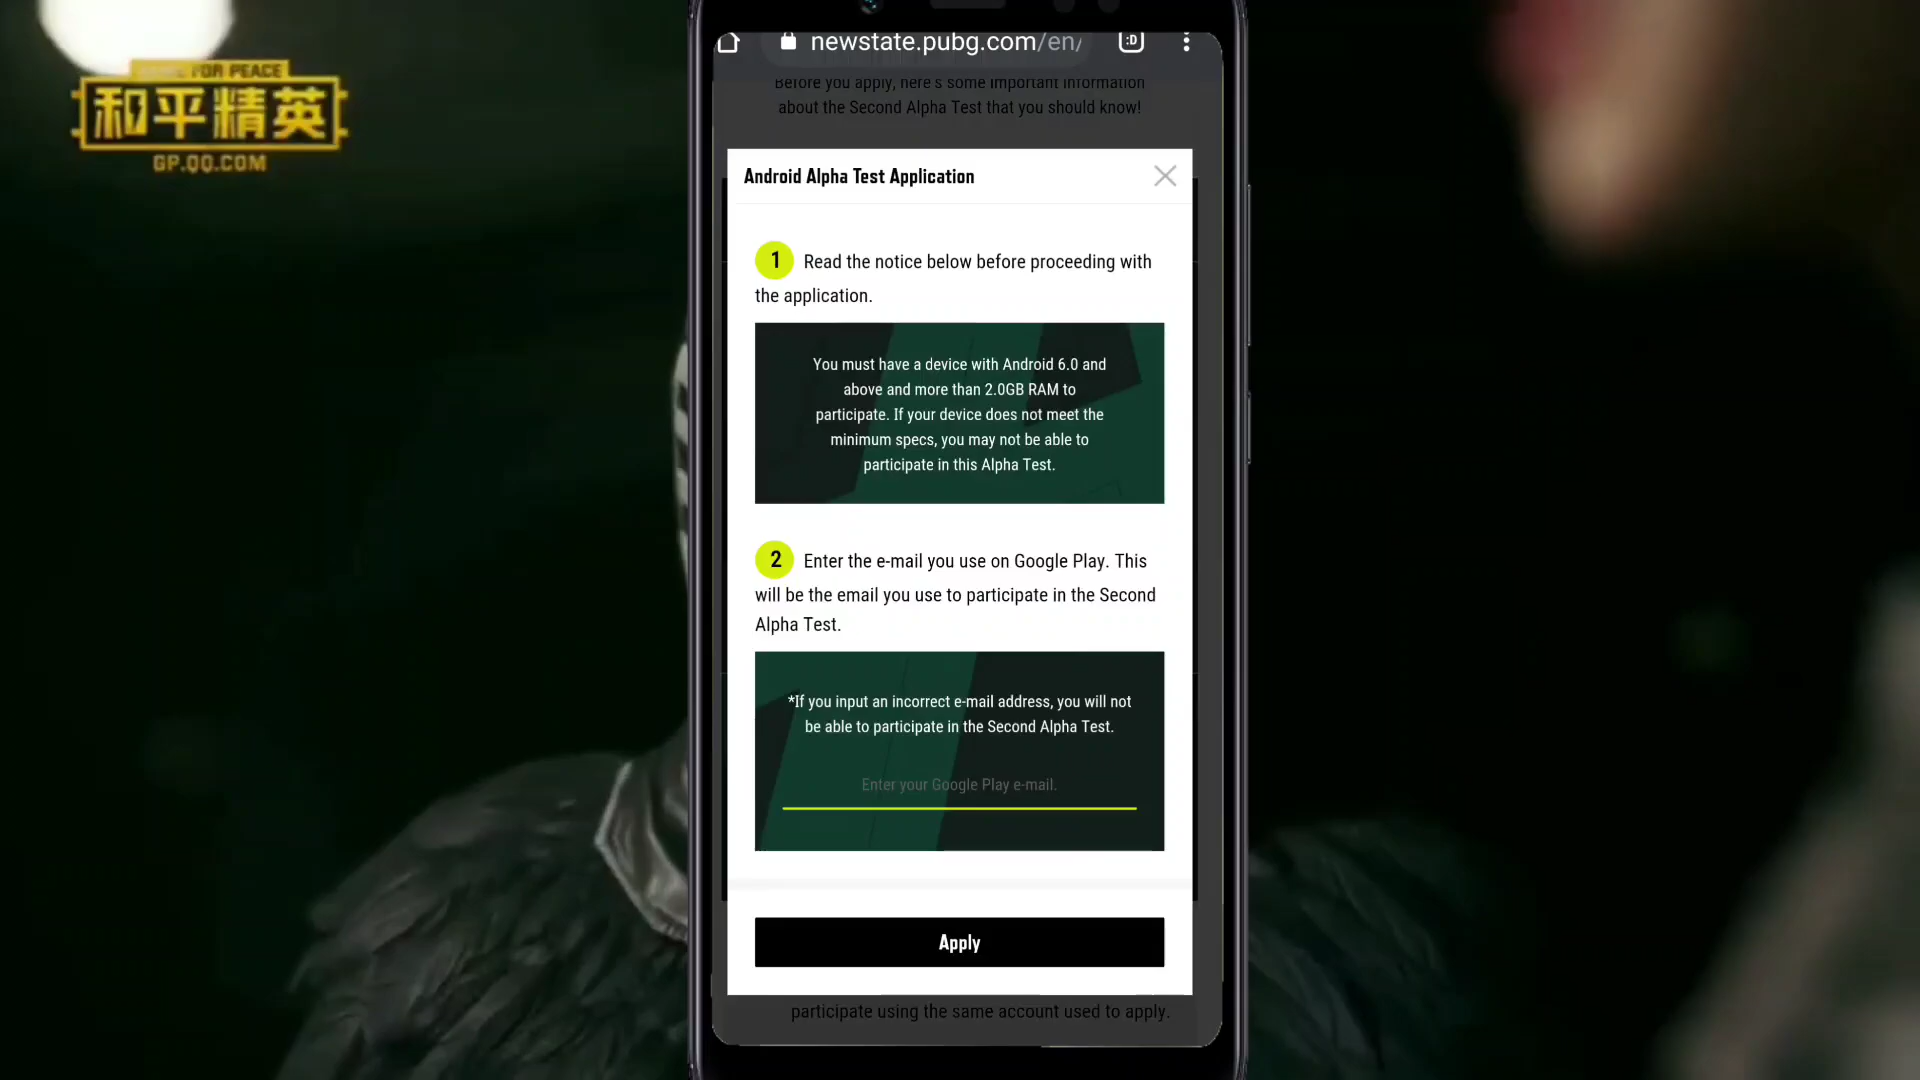 FOR PEACE
和平精英
GP.QQ.COM
newstate.pubg.com/en/
:D
Before you apply, here's some important information
about the Second Alpha Test that you should know!
Android Alpha Test Application
1 Read the notice below before proceeding with
the application.
You must have a device with Android 6.0 and
above and more than 2.0GB RAM to
participate. If your device does not meet the
minimum specs, you may not be able to
participate in this Alpha Test.
2 Enter the e-mail you use on Google Play. This
will be the email you use to participate in the Second
Alpha Test.
*If you input an incorrect e-mail address, you will not
be able to participate in the Second Alpha Test.
Enter your Google Play e-mail.
Apply
participate using the same account used to apply.